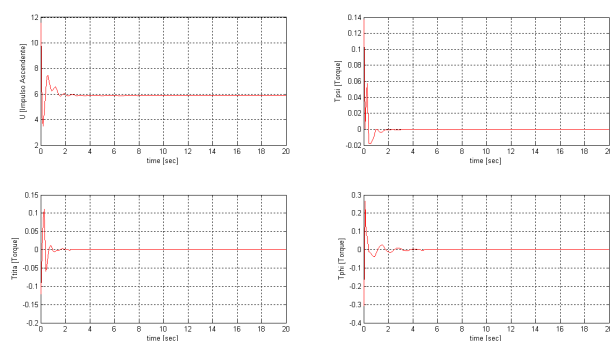 12
10
8
6
4
2
0 2 4 6 8 10 12 14 16 18 20
time [sec]
U [Impulso Ascendente]
0.14
0.12
0.1
0.08
0.06
0.04
0.02
0
-0.02
0 2 4 6 8 10 12 14 16 18 20
time [sec]
Tpsi [Torque]
0.15
0.1
0.05
0
-0.05
-0.1
-0.15
-0.2
0 2 4 6 8 10 12 14 16 18 20
time [sec]
Ttita [Torque]
0.3
0.2
0.1
0
-0.1
-0.2
-0.3
-0.4
0 2 4 6 8 10 12 14 16 18 20
time [sec]
Tphi [Torque]